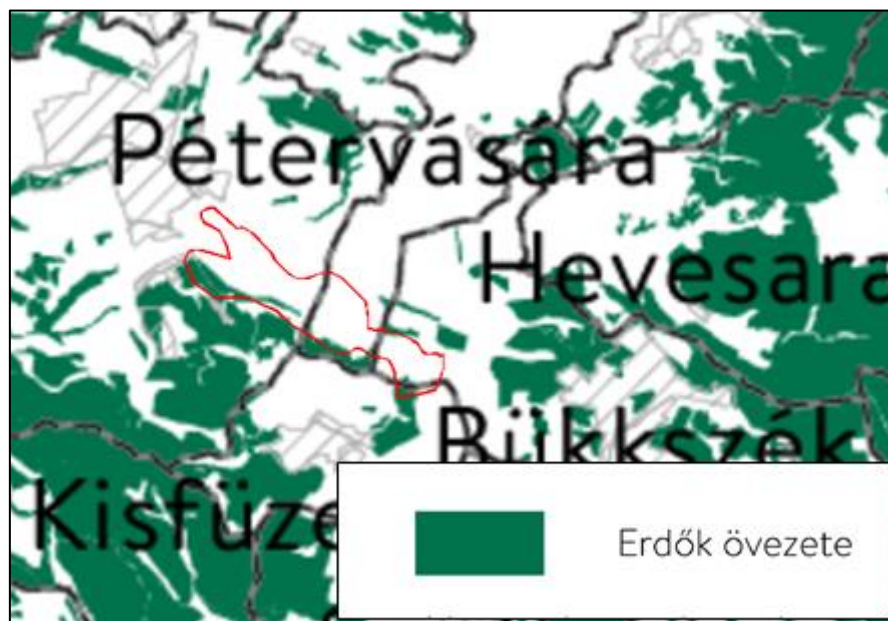 Pétervására
Hevesara
Bükkszék
Kisfüze
Erdők övezete